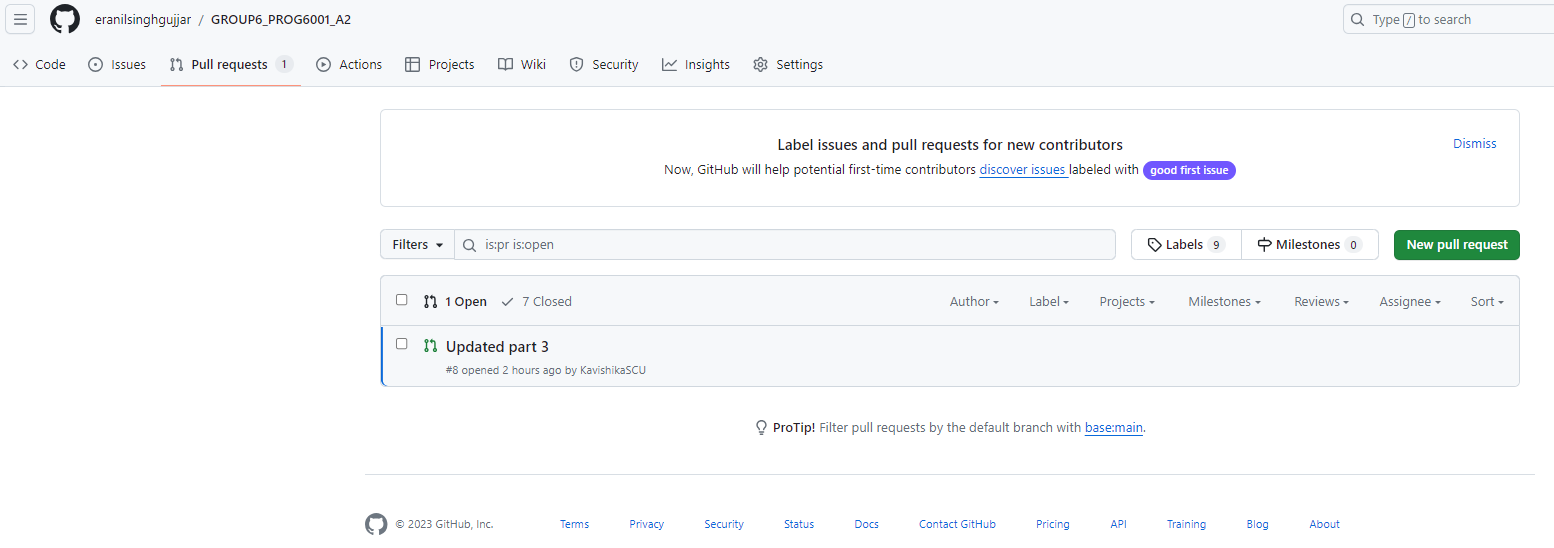 eranilsinghgujjar / GROUP6_PROG6001_A2
Type / to search
Code Issues Pull requests 1 Actions Projects Wiki Security Insights Settings
Label issues and pull requests for new contributors
Dismiss
Now, GitHub will help potential first-time contributors discover issues labeled with good first issue
Filters is:pr is:open Labels 9 Milestones 0 New pull request
1 Open 7 Closed Author Label Projects Milestones Reviews Assignee Sort
Updated part 3
#8 opened 2 hours ago by KavishikaSCU
ProTip! Filter pull requests by the default branch with base:main.
© 2023 GitHub, Inc. Terms Privacy Security Status Docs Contact GitHub Pricing API Training Blog About